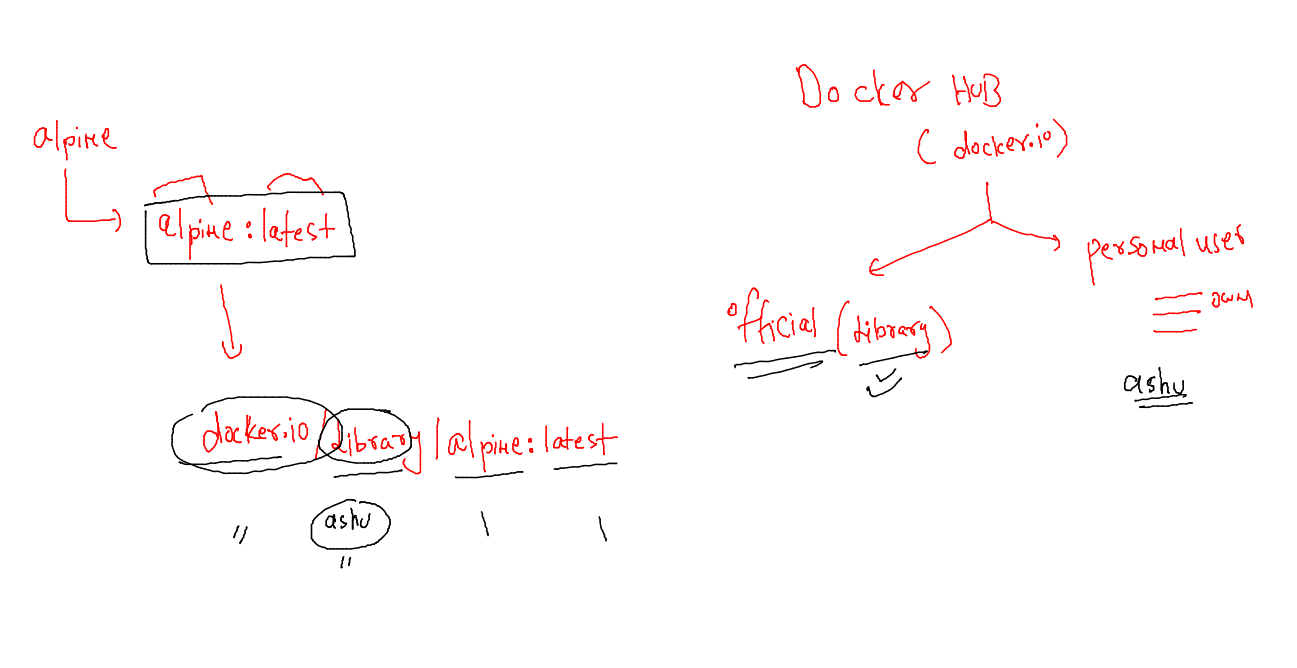 alpine
alpine:latest
docker.io/library/alpine:latest
ashu
Docker HUB
(docker.io)
official (library)
personal user
own
ashu